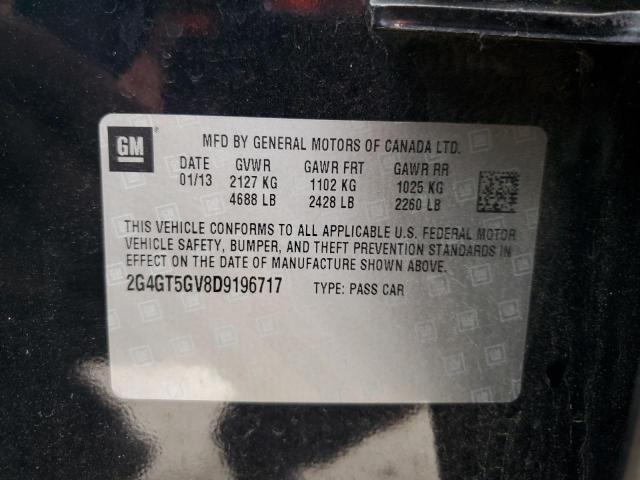 GM
MFD BY GENERAL MOTORS OF CANADA LTD.
DATE GVWR GAWR FRT GAWR RR
01/13 2127 KG 1102 KG 1025 KG
4688 LB 2428 LB 2260 LB
THIS VEHICLE CONFORMS TO ALL APPLICABLE U.S. FEDERAL MOTOR
VEHICLE SAFETY, BUMPER, AND THEFT PREVENTION STANDARDS IN
EFFECT ON THE DATE OF MANUFACTURE SHOWN ABOVE.
2G4GT5GV8D9196717 TYPE: PASS CAR